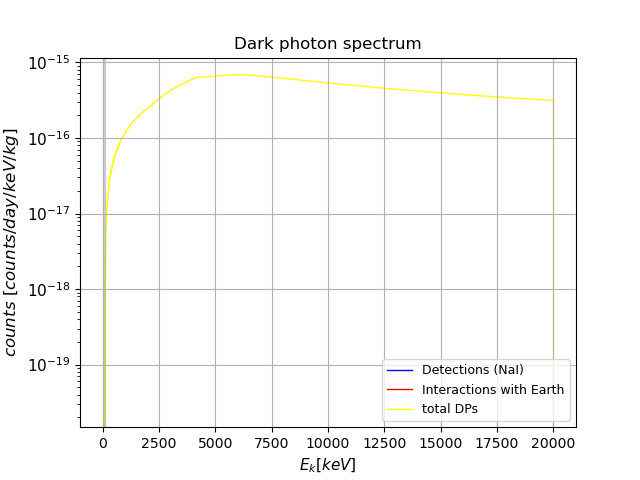 Dark photon spectrum
counts [counts/day/keV/kg]
10⁻¹⁵
10⁻¹⁶
10⁻¹⁷
10⁻¹⁸
10⁻¹⁹
Detections (NaI)
Interactions with Earth
total DPs
0 2500 5000 7500 10000 12500 15000 17500 20000
Eₖ[keV]